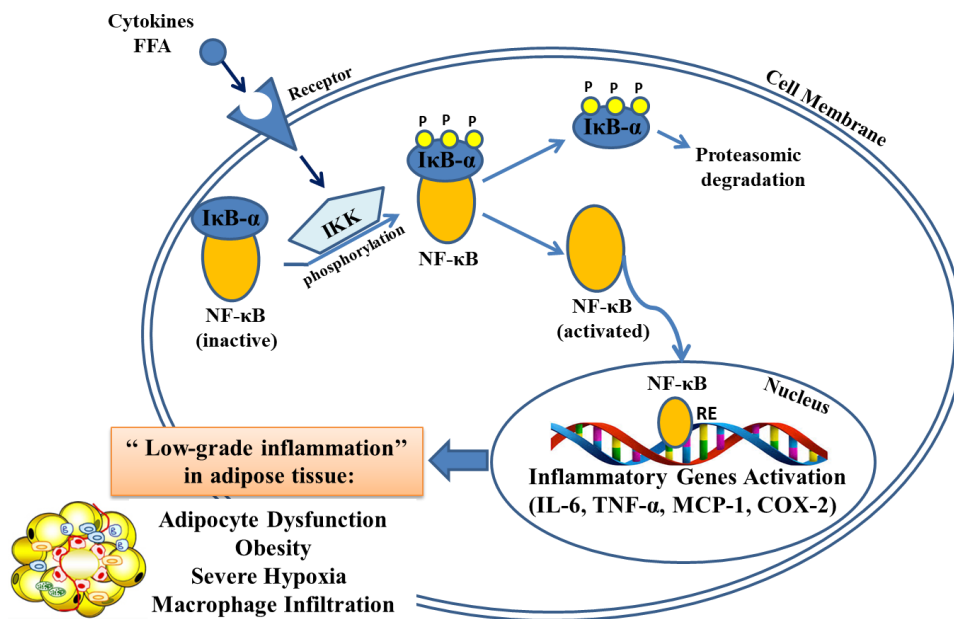 Cytokines
FFA
Receptor
Cell Membrane
P P P
IκB-α
Proteasomic
degradation
P P P
IκB-α
NF-κB
IκB-α
NF-κB
(inactive)
IKK
phosphorylation
NF-κB
(activated)
Nucleus
NF-κB
RE
Inflammatory Genes Activation
(IL-6, TNF-α, MCP-1, COX-2)
“ Low-grade inflammation”
in adipose tissue:
Adipocyte Dysfunction
Obesity
Severe Hypoxia
Macrophage Infiltration